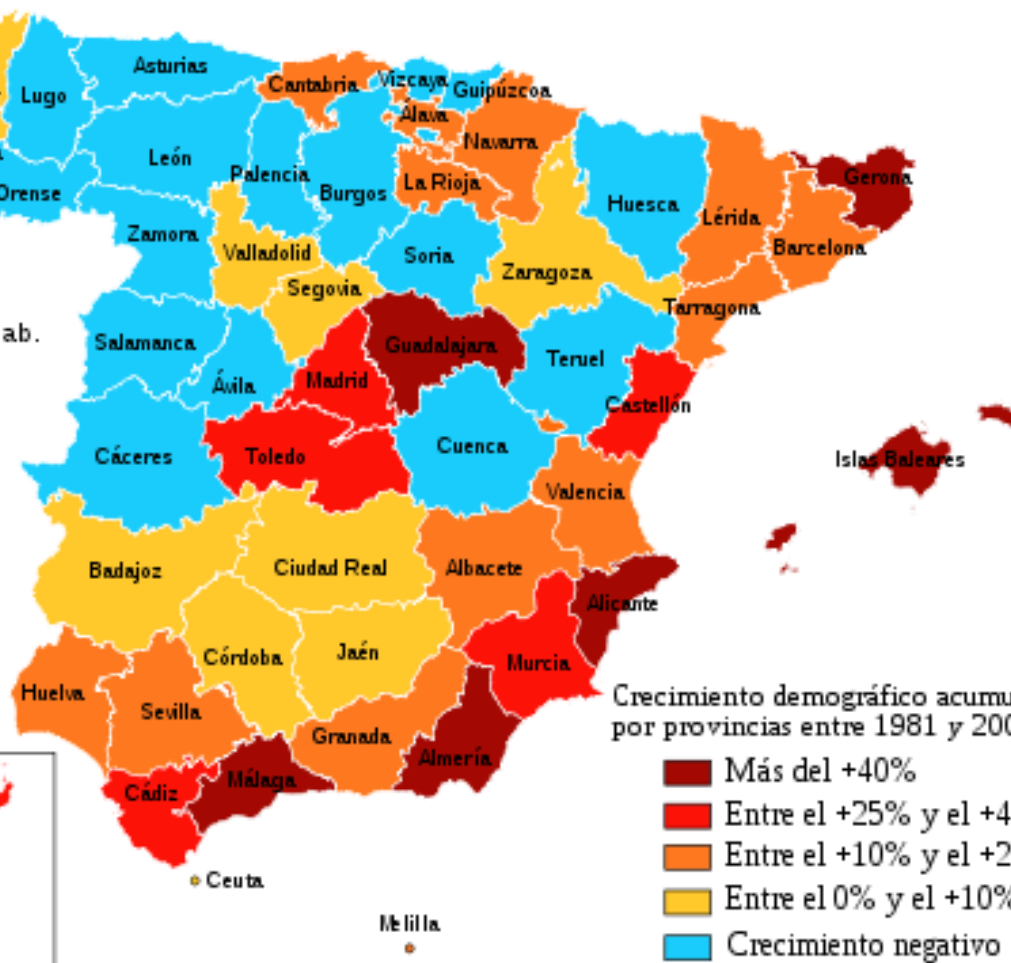 Asturias
Cantabria
Vizcaya
Guipúzcoa
Lugo
Álava
Navarra
León
Palencia
Burgos
La Rioja
Gerona
Orense
Huesca
Lérida
Zamora
Barcelona
Valladolid
Soria
Zaragoza
Segovia
Tarragona
ab.
Salamanca
Guadalajara
Teruel
Ávila
Madrid
Castellón
Cáceres
Toledo
Cuenca
Islas Baleares
Valencia
Badajoz
Ciudad Real
Albacete
Alicante
Córdoba
Jaén
Murcia
Huelva
Sevilla
Granada
Almería
Málaga
Cádiz
Ceuta
Melilla
Crecimiento demográfico acumu
por provincias entre 1981 y 200
Más del +40%
Entre el +25% y el +4
Entre el +10% y el +2
Entre el 0% y el +10%
Crecimiento negativo